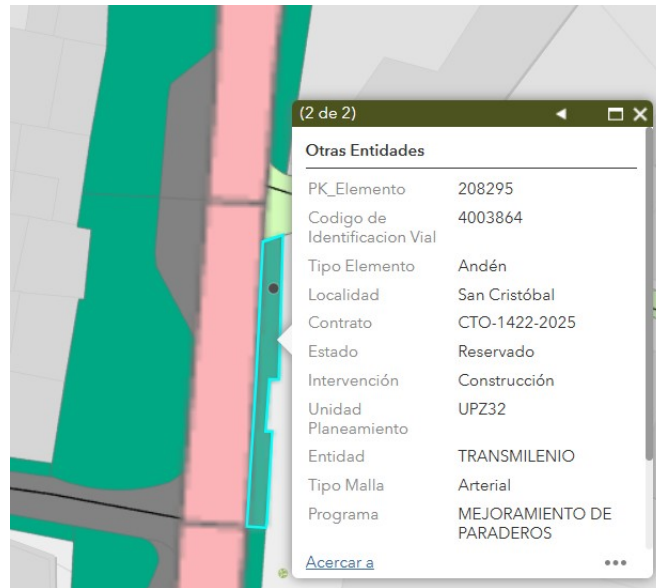 (2 de 2)
Otras Entidades
PK_Elemento 208295
Codigo de Identificacion Vial 4003864
Tipo Elemento Andén
Localidad San Cristóbal
Contrato CTO-1422-2025
Estado Reservado
Intervención Construcción
Unidad Planeamiento UPZ32
Entidad TRANSMILENIO
Tipo Malla Arterial
Programa MEJORAMIENTO DE PARADEROS
Acercar a